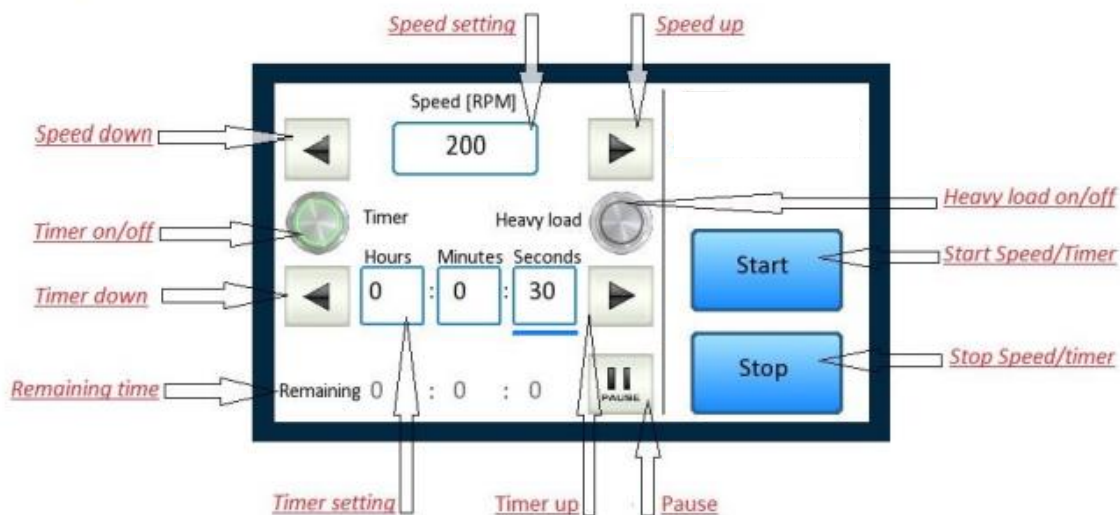 Speed setting
Speed up
Speed [RPM]
Speed down
200
Heavy load on/off
Timer
Heavy load
Timer on/off
Start Speed/Timer
Hours Minutes Seconds
Start
Timer down
0 : 0 : 30
Stop Speed/timer
Stop
Remaining time
Remaining 0 : 0 : 0
PAUSE
Timer setting
Timer up
Pause